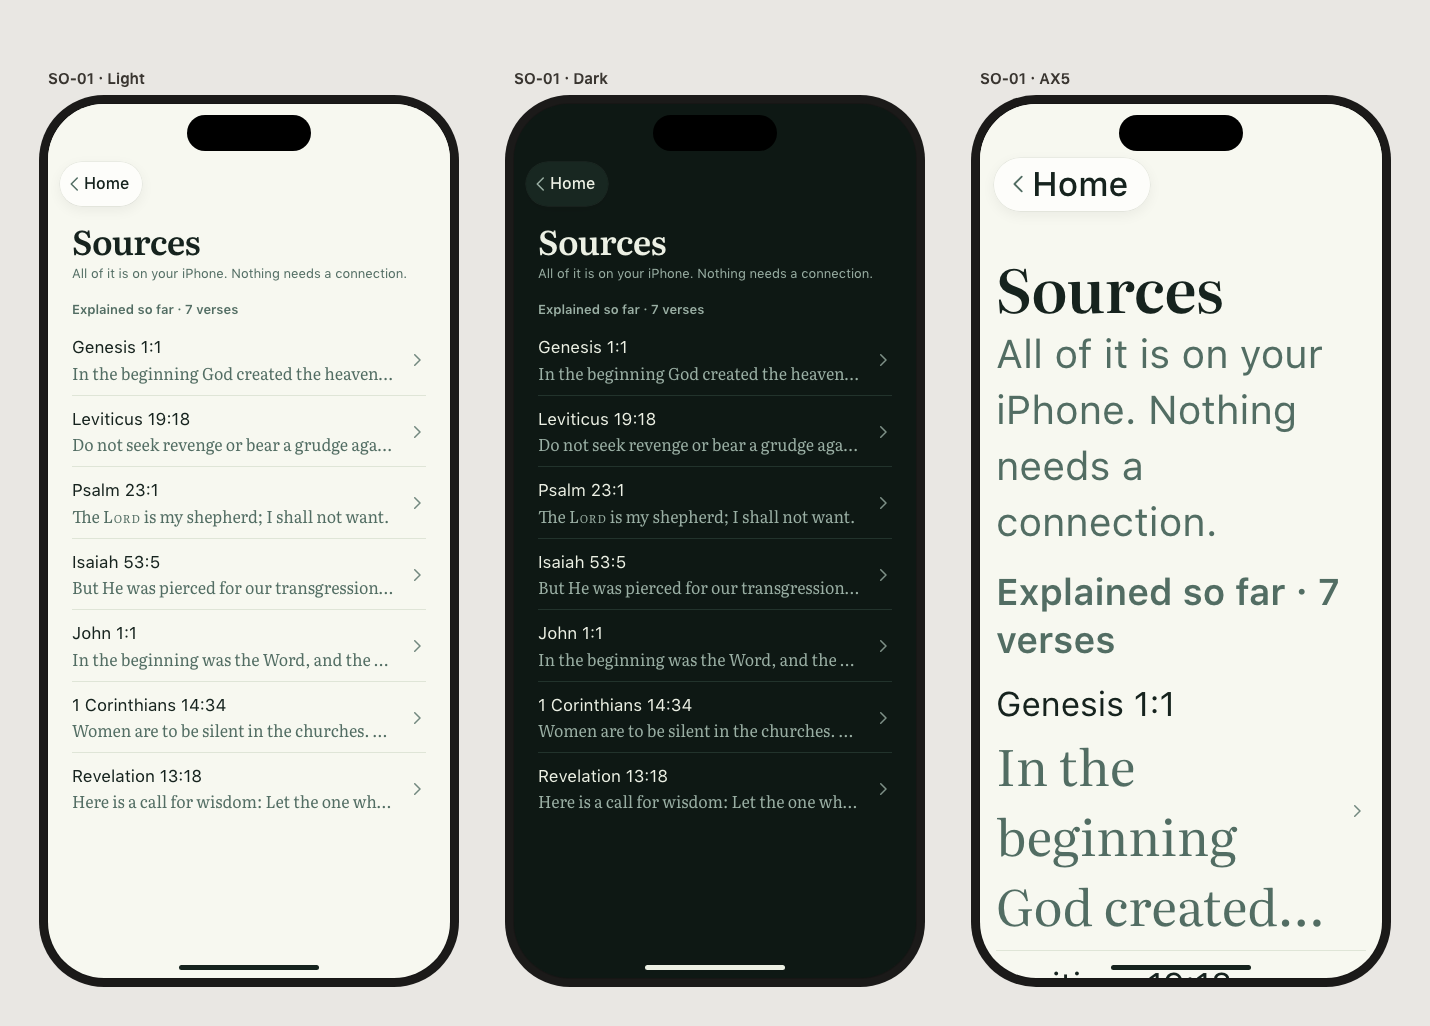 SO-01 · Light
Home
Sources
All of it is on your iPhone. Nothing needs a connection.
Explained so far · 7 verses
Genesis 1:1
In the beginning God created the heaven...
Leviticus 19:18
Do not seek revenge or bear a grudge aga...
Psalm 23:1
The LORD is my shepherd; I shall not want.
Isaiah 53:5
But He was pierced for our transgression...
John 1:1
In the beginning was the Word, and the ...
1 Corinthians 14:34
Women are to be silent in the churches. ...
Revelation 13:18
Here is a call for wisdom: Let the one wh...
SO-01 · Dark
Home
Sources
All of it is on your iPhone. Nothing needs a connection.
Explained so far · 7 verses
Genesis 1:1
In the beginning God created the heaven...
Leviticus 19:18
Do not seek revenge or bear a grudge aga...
Psalm 23:1
The LORD is my shepherd; I shall not want.
Isaiah 53:5
But He was pierced for our transgression...
John 1:1
In the beginning was the Word, and the ...
1 Corinthians 14:34
Women are to be silent in the churches. ...
Revelation 13:18
Here is a call for wisdom: Let the one wh...
SO-01 · AX5
Home
Sources
All of it is on your
iPhone. Nothing
needs a
connection.
Explained so far · 7
verses
Genesis 1:1
In the
beginning
God created...